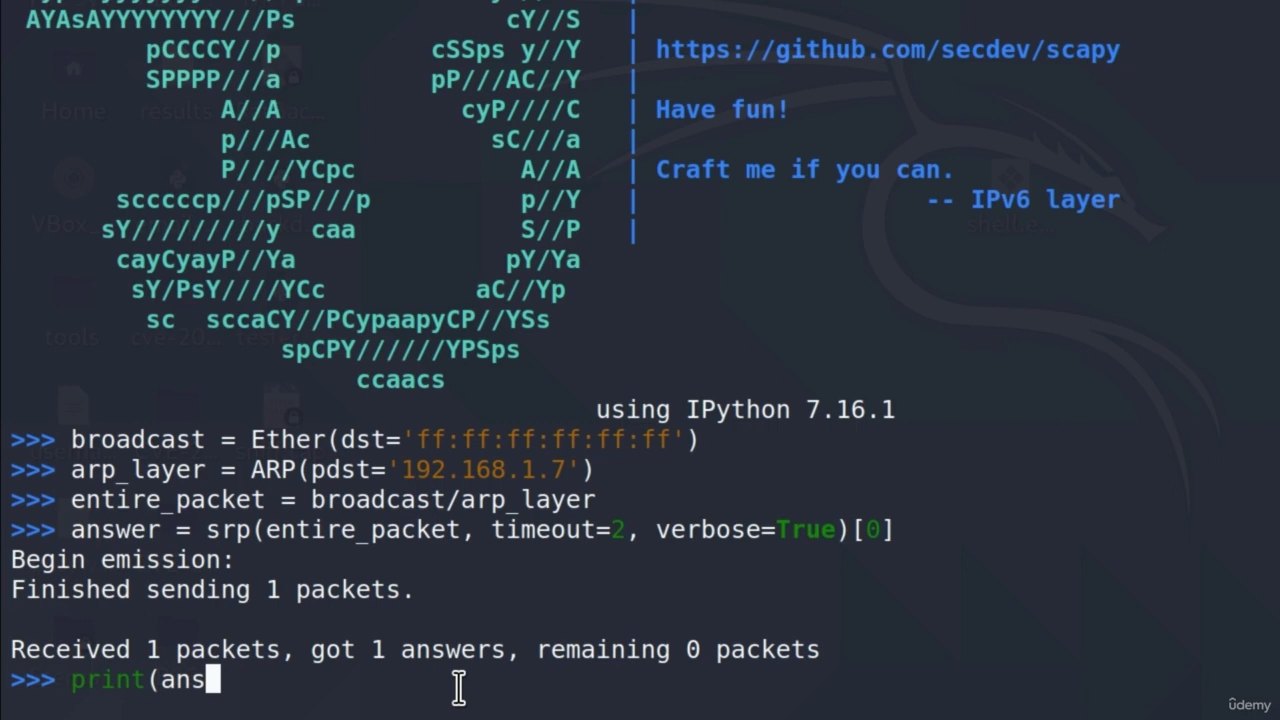 AYAsAYYYYYYYY///Ps cY//S |
pCCCCY//p cSSps y//Y | https://github.com/secdev/scapy
SPPPP///a pP///AC//Y |
A//A cyP////C | Have fun!
p///Ac sC///a |
P////YCpc A//A | Craft me if you can.
scccccp///pSP///p p//Y | -- IPv6 layer
sY/////////y caa S//P |
cayCyayP//Ya pY/Ya
sY/PsY////YCc aC//Yp
sc sccaCY//PCypaapyCP//YSs
spCPY//////YPSps
ccaacs
using IPython 7.16.1
>>> broadcast = Ether(dst='ff:ff:ff:ff:ff:ff')
>>> arp_layer = ARP(pdst='192.168.1.7')
>>> entire_packet = broadcast/arp_layer
>>> answer = srp(entire_packet, timeout=2, verbose=True)[0]
Begin emission:
Finished sending 1 packets.
Received 1 packets, got 1 answers, remaining 0 packets
>>> print(ans
Home
results
tools
ûdemy